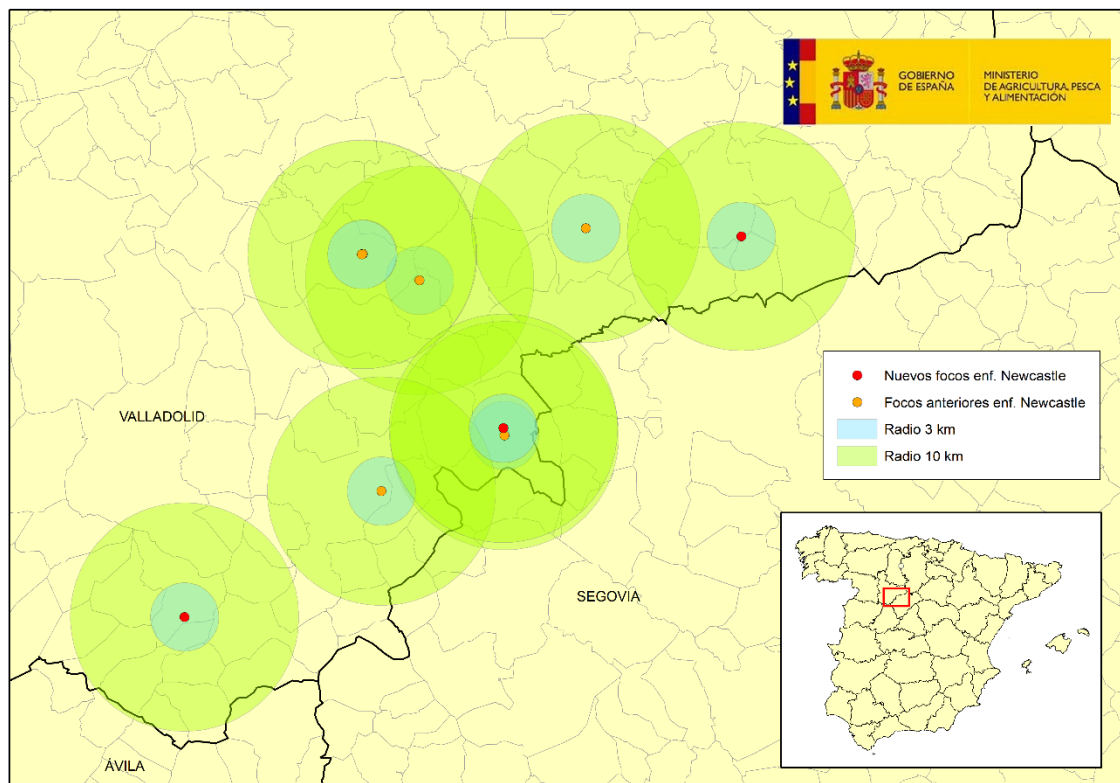 GOBIERNO
DE ESPAÑA
MINISTERIO
DE AGRICULTURA, PESCA
Y ALIMENTACIÓN
Nuevos focos enf. Newcastle
Focos anteriores enf. Newcastle
Radio 3 km
Radio 10 km
VALLADOLID
SEGOVIA
ÁVILA